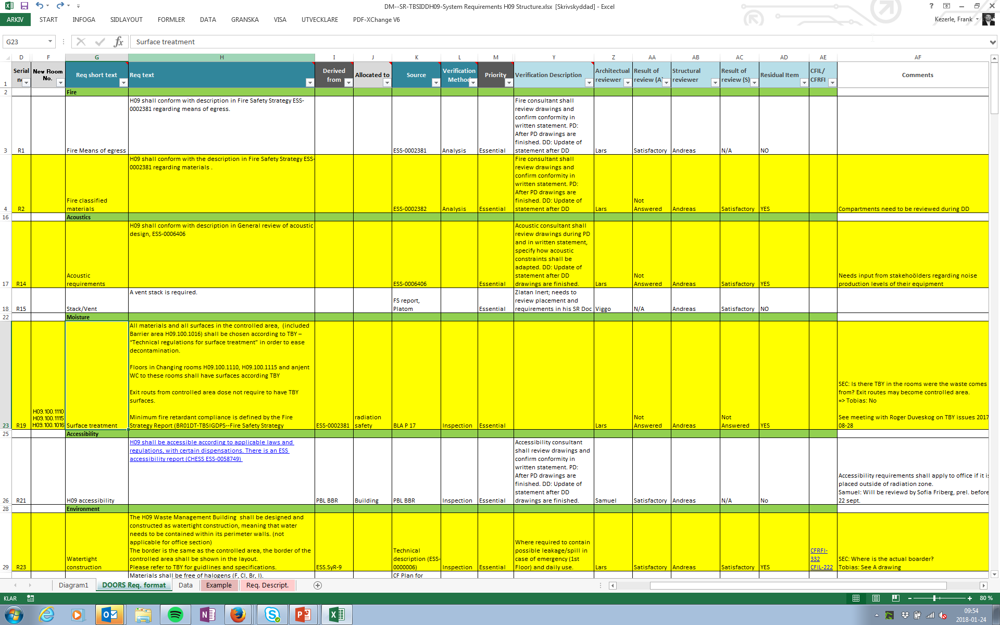 DM--SR-TBSIDDH09-System Requirements H09 Structure.xlsx [Skrivskyddad] - Excel
ARKIV START INFOGA SIDLAYOUT FORMLER DATA GRANSKA VISA UTVECKLARE PDF-XChange V6
Kezerle, Frank
G23 fx Surface treatment
D F G H I J K L M Y Z AA AB AC AD AE AF
1
Serial
New Room
No.
Req short text
Req text
Derived
from
Allocated to
Source
Verification
Method
Priority
Verification Description
Architectual
reviewer
Result of
review (A)
Structural
reviewer
Result of
review (S)
Residual Item
CFIL/
CFRFI
Comments
2 Fire
3
R1
Fire Means of egress
H09 shall conform with description in Fire Safety Strategy ESS-
0002381 regarding means of egress.
ESS-0002381
Analysis
Essential
Fire consultant shall
review drawings and
confirm conformity in
written statement. PD:
After PD drawings are
finished. DD: Update of
statement after DD
Lars
Satisfactory
Andreas
N/A
NO
4
R2
Fire classified
materials
H09 shall conform with the description in Fire Safety Strategy ESS-
0002381 regarding materials .
ESS-0002382
Analysis
Essential
Fire consultant shall
review drawings and
confirm conformity in
written statement. PD:
After PD drawings are
finished. DD: Update of
statement after DD
Lars
Not
Answered
Andreas
Satisfactory
YES
Compartments need to be reviewed during DD
16 Acoustics
17
R14
Acoustic
requirements
H09 shall conform with description in General review of acoustic
design, ESS-0006406
ESS-0006406
Essential
Acoustic consultant shall
review drawings during PD
and in written statement,
specify how acoustic
constraints shall be
adapted. DD: Update of
statement after DD
drawings are finished.
Lars
Not
Answered
Andreas
Satisfactory
YES
Needs input from stakehoölders regarding noise
production levels of their equipment
18
R15
Stack/Vent
A vent stack is required.
FS report,
Platom
Essential
Zlatan Inert; needs to
review placement and
requirements in his SR Doc
Viggo
N/A
Andreas
Satisfactory
NO
22 Moisture
23
R19
H09.100.1110
H09.100.1115
H09.100.1016
Surface treatment
All materials and all surfaces in the controlled area, (included
Barrier area H09.100.1016) shall be chosen according to TBY –
“Technical regulations for surface treatment” in order to ease
decontamination.
Floors in Changing rooms H09.100.1110, H09.100.1115 and anjent
WC to these rooms shall have surfaces according TBY
Exit routs from controlled area dose not require to have TBY
surfaces.
Minimum fire retardant compliance is defined by the Fire
Strategy Report (BR01DT-TBSIGDPS--Fire Safety Strategy
ESS-0002381
radiation
safety
BLA P 17
Inspection
Essential
Lars
Not
Answered
Andreas
Not
Answered
YES
SEC: Is there TBY in the rooms were the waste comes
from? Exit routes may become controlled area.
=> Tobias: No
See meeting with Roger Duveskog on TBY issues 2017
08-28
25 Accessibility
26
R21
H09 accessibility
H09 shall be accessible according to applicable laws and
regulations, with certain dispensations. There is an ESS
accessibility report (CHESS ESS-0058749)
PBL BBR
Building
PBL BBR
Inspection
Essential
Accessibility consultant
shall review drawings and
confirm conformity in
written statement. PD:
After PD drawings are
finished. DD: Update of
statement after DD
drawings are finished.
Samuel
Satisfactory
Andreas
N/A
No
Accessibility requirements shall apply to office if it is
placed outside of radiation zone.
Samuel: Will be reviewd by Sofia Friberg, prel. before
22 sept.
28 Environment
29
R23
Watertight
construction
The H09 Waste Management Building shall be designed and
constructed as watertight construction, meaning that water
needs to be contained within its perimeter walls. (not
applicable for office section)
The border is the same as the controlled area, the border of the
controlled area shall be shown in the layout.
Please refer to TBY for guidlines and specifications.
ESS.SyR-9
Technical
description (ESS-
0000006)
Inspection
Essential
Where required to contain
possible leakage/spill in
case of emergency (1st
Floor) and daily use.
Lars
Satisfactory
Andreas
Satisfactory
YES
CFRFI-
332
CFIL-222
SEC: Where is the actual boarder?
Tobias: See A drawing
Materials shall be free of halogens (F, Cl, Br, I).
CF Plan for
Diagram1 DOORS Req. format Data Example Req. Descript.
KLAR
80 %
09:54
2018-01-24